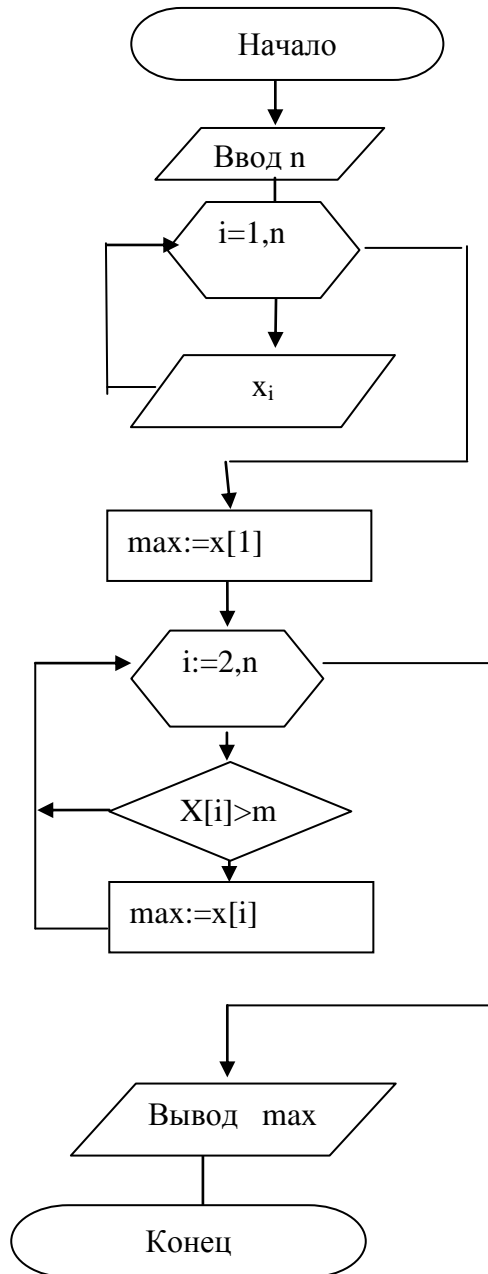 Начало
Ввод n
i=1,n
xᵢ
max:=x[1]
i:=2,n
X[i]>m
max:=x[i]
Вывод max
Конец